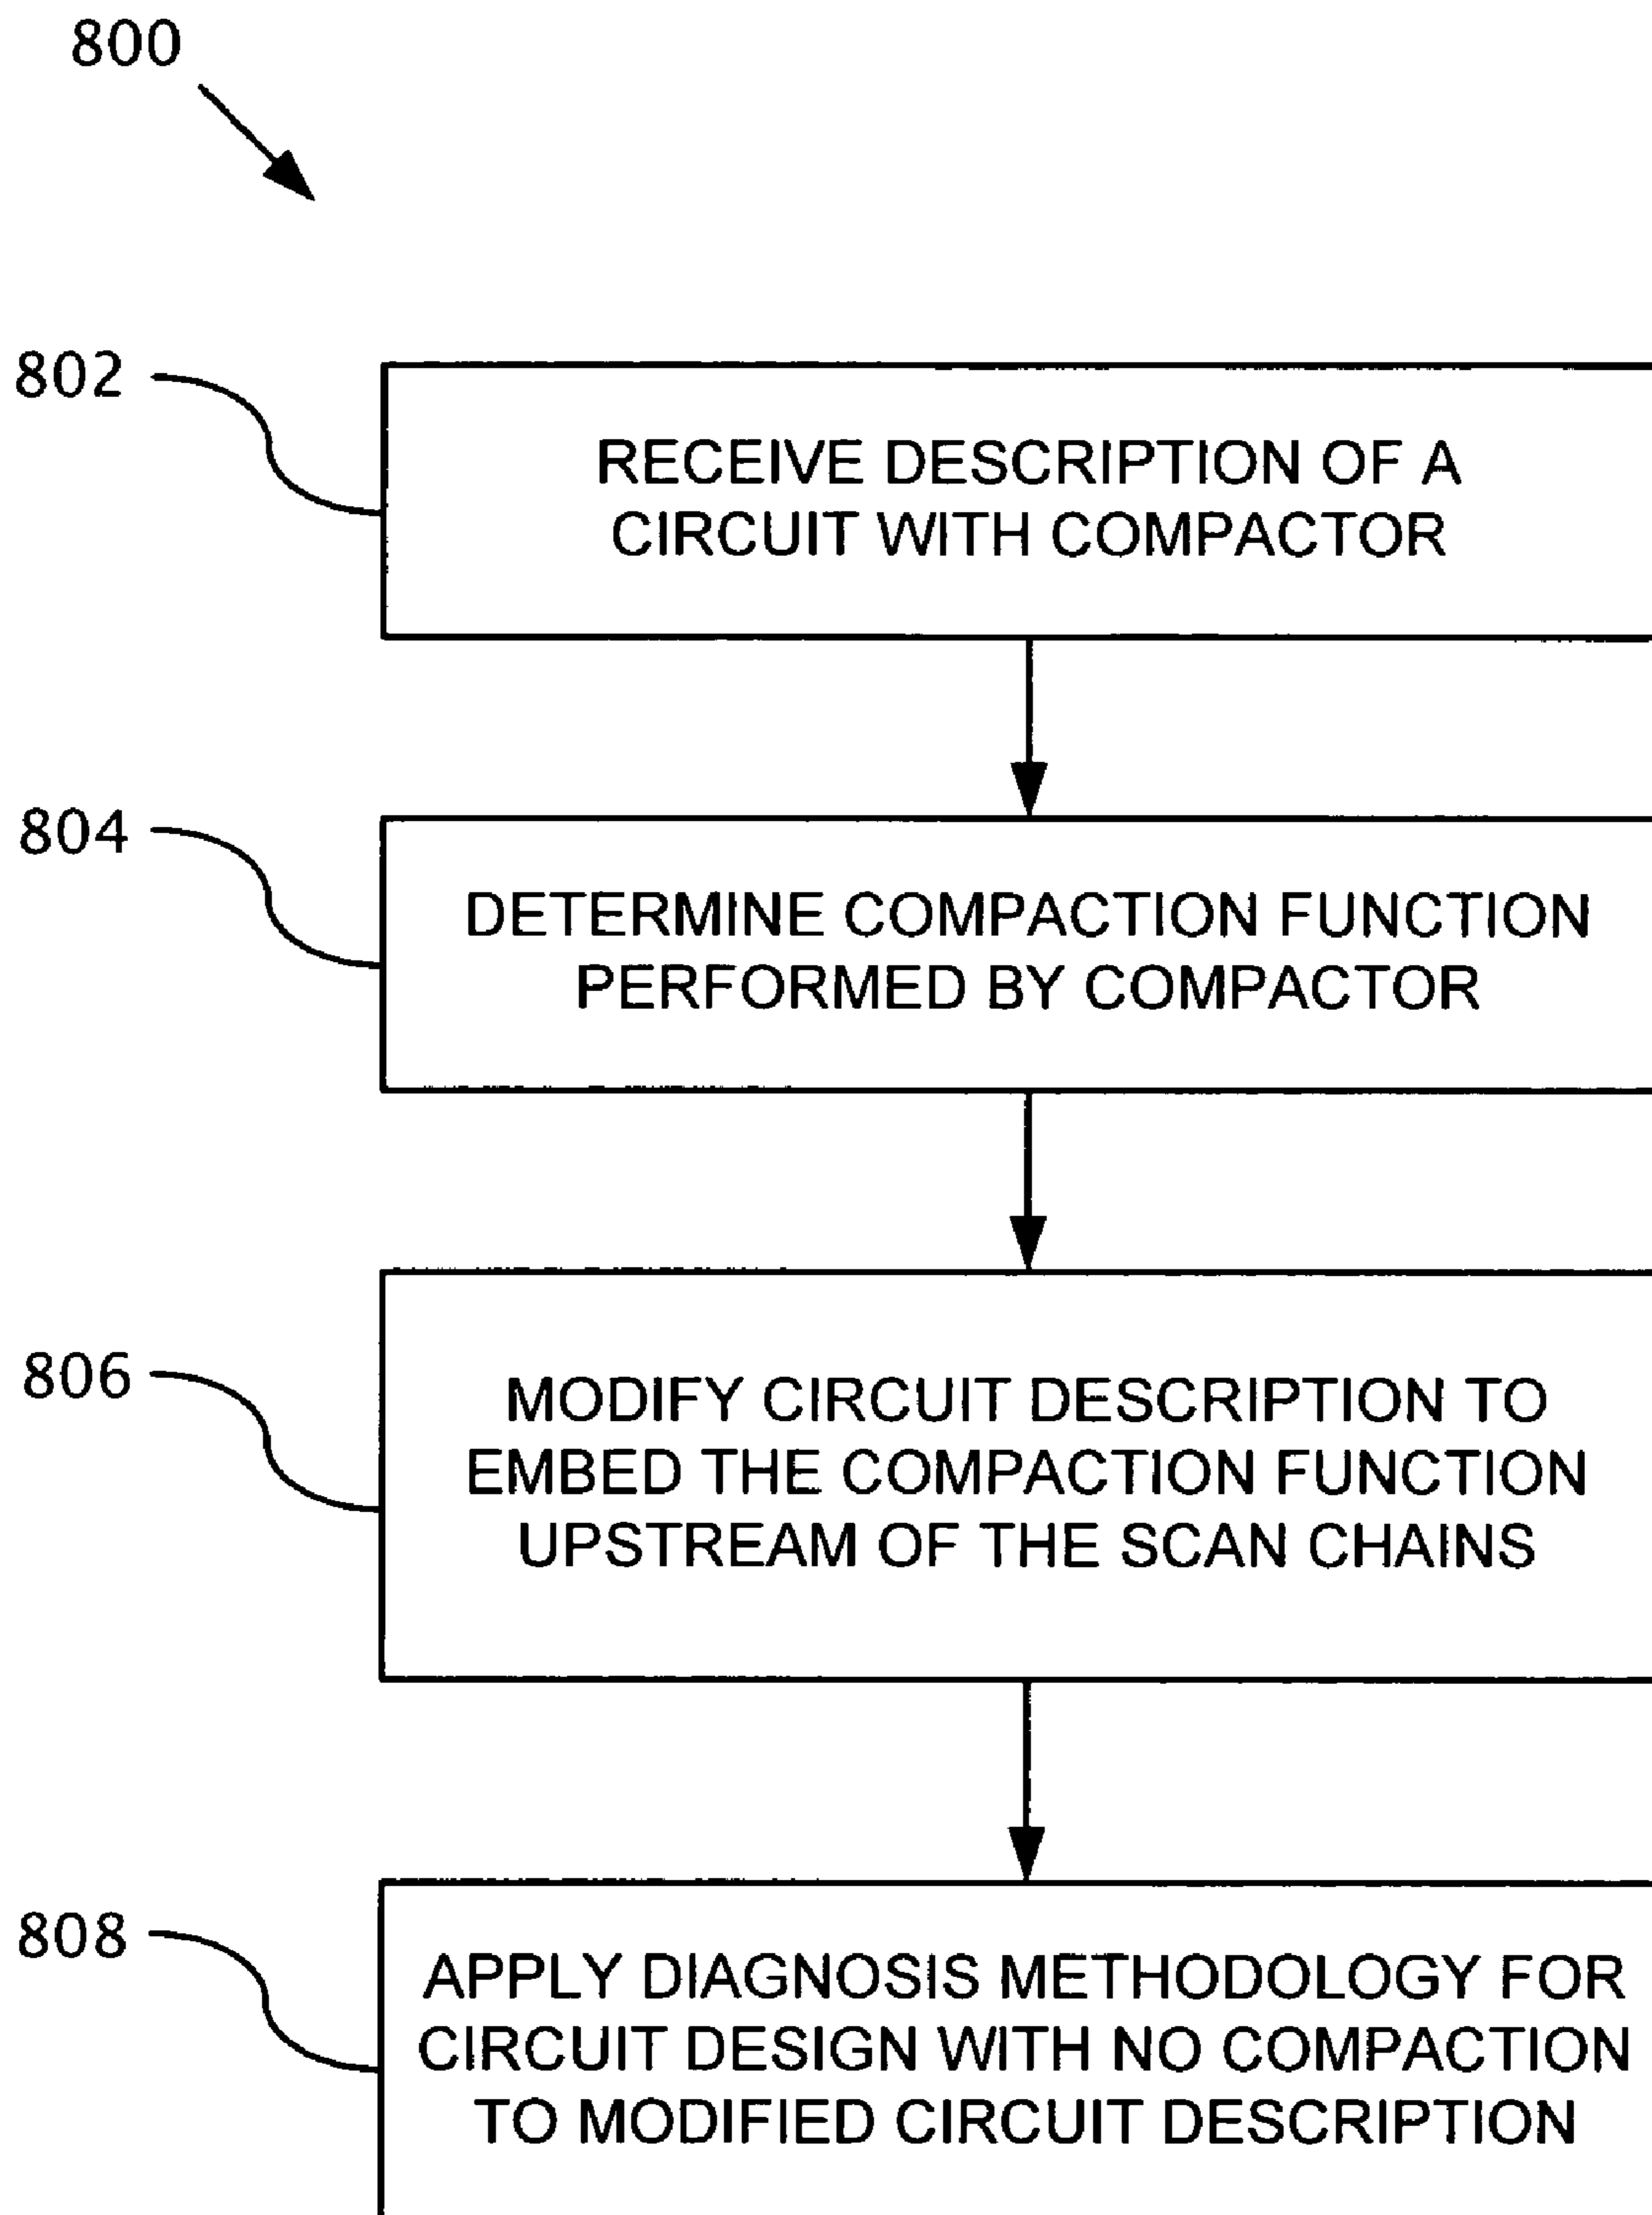 800
802
RECEIVE DESCRIPTION OF A
CIRCUIT WITH COMPACTOR
804
DETERMINE COMPACTION FUNCTION
PERFORMED BY COMPACTOR
806
MODIFY CIRCUIT DESCRIPTION TO
EMBED THE COMPACTION FUNCTION
UPSTREAM OF THE SCAN CHAINS
808
APPLY DIAGNOSIS METHODOLOGY FOR
CIRCUIT DESIGN WITH NO COMPACTION
TO MODIFIED CIRCUIT DESCRIPTION